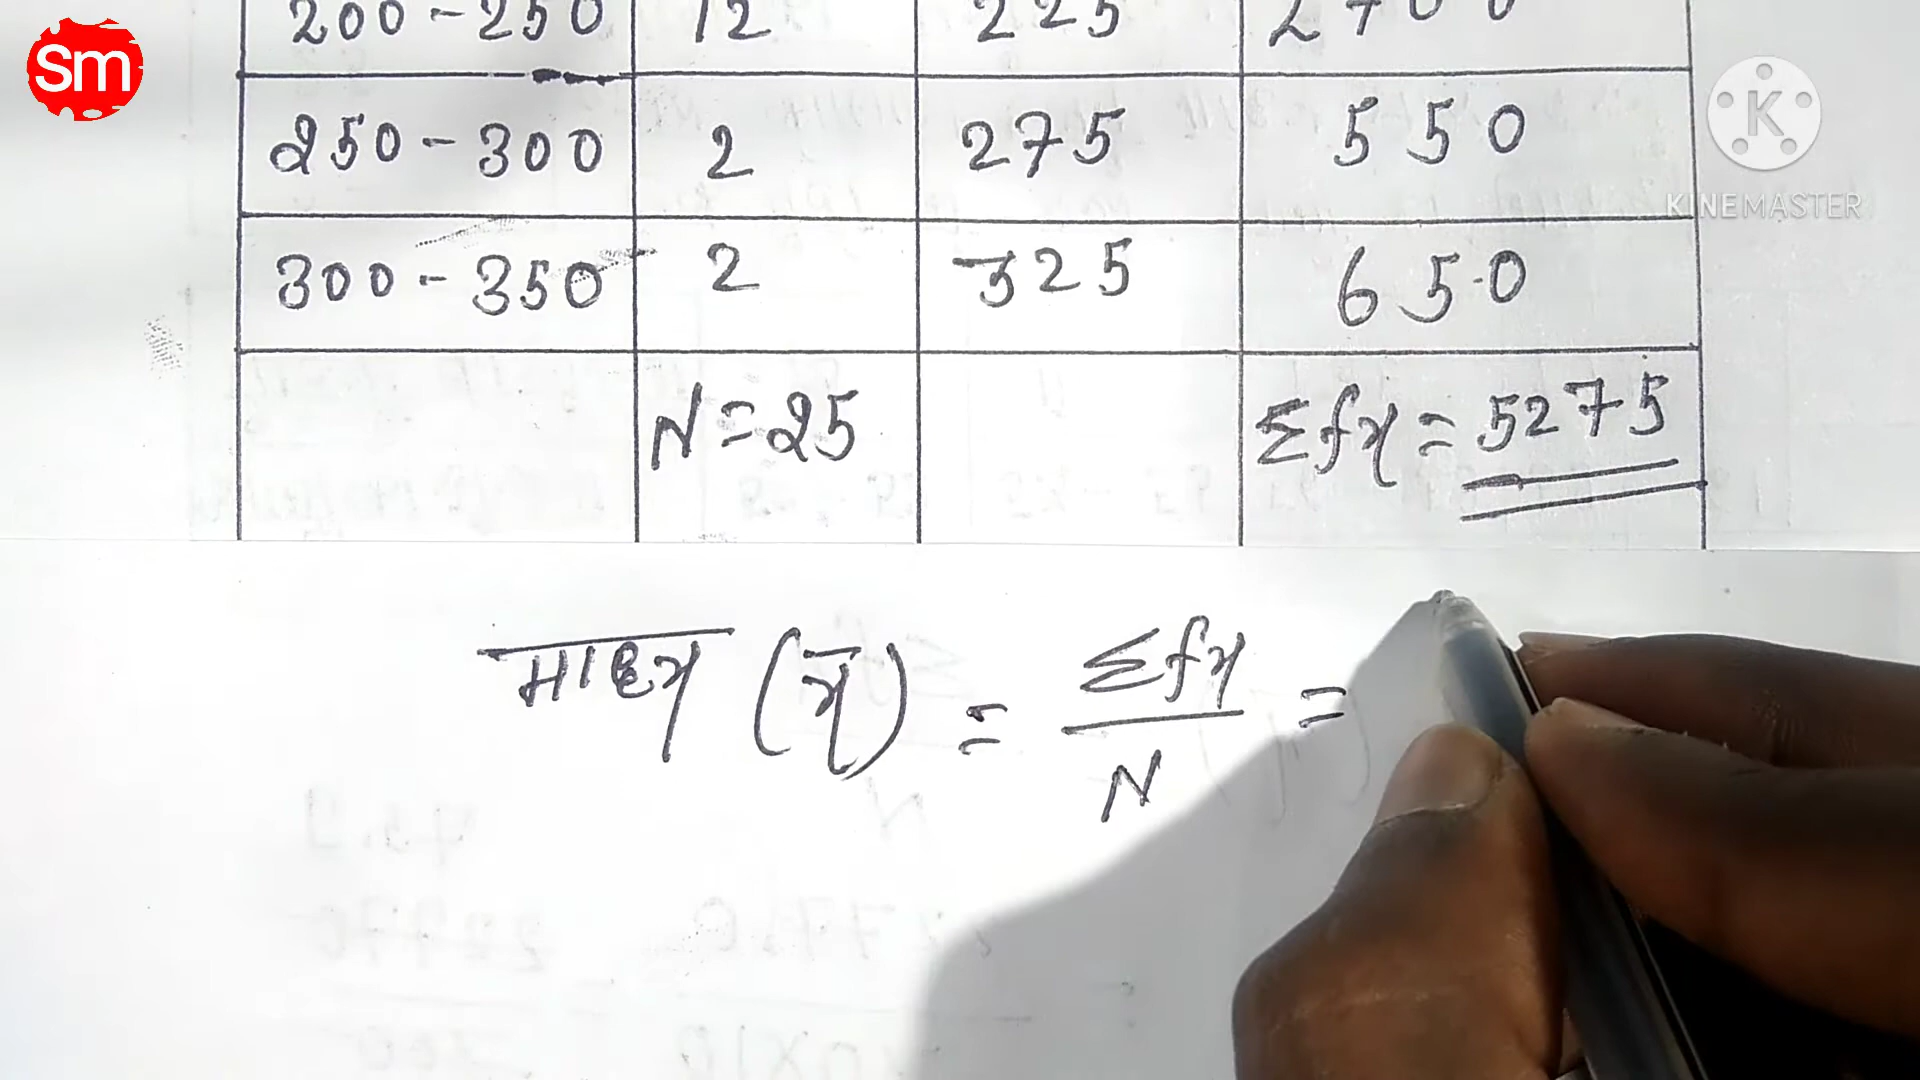 Sm
200-250 12 225 2700
K
250-300 2 275 550
KINEMASTER
300-350 2 325 650
N=25 Σfx=5275
माध्य (x̄) = Σfx/N =